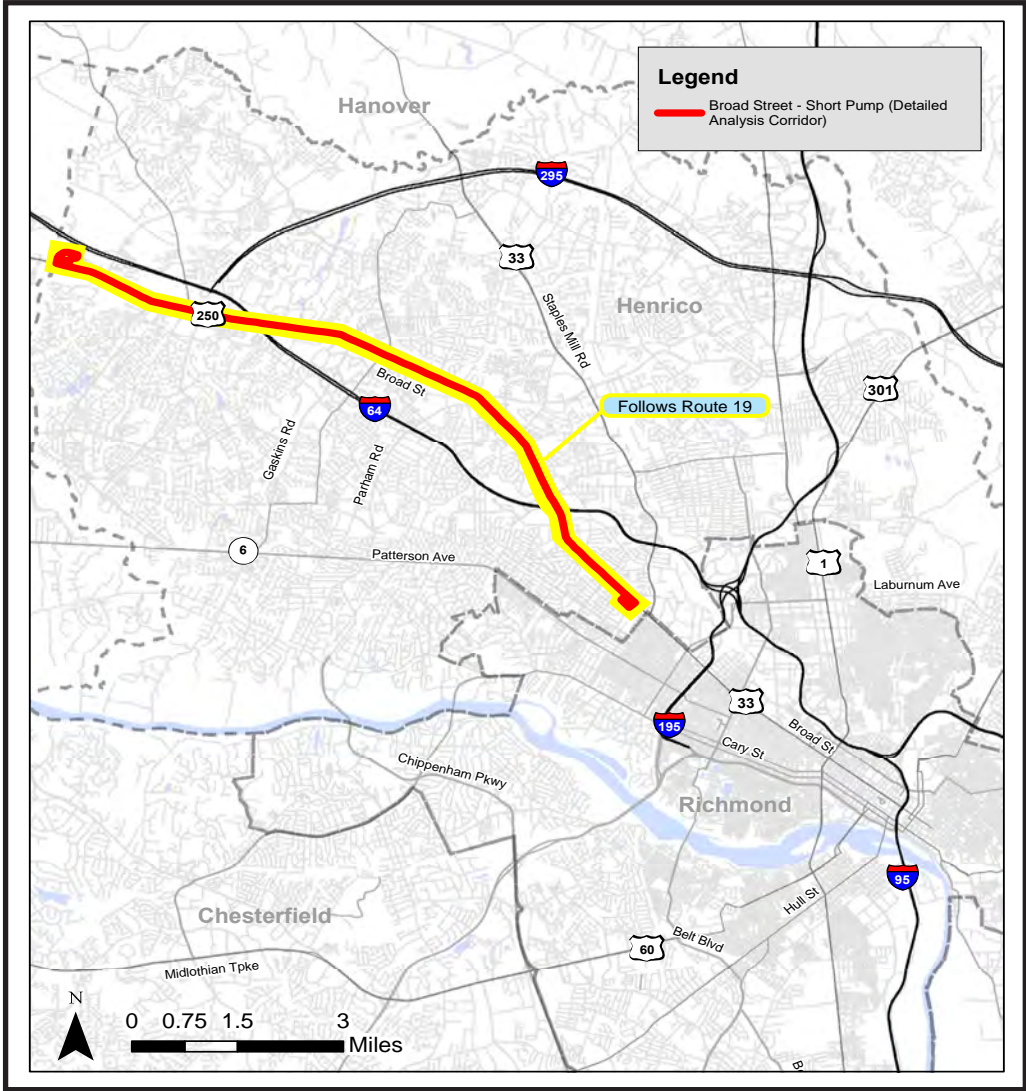 Legend
Broad Street - Short Pump (Detailed
Analysis Corridor)
Hanover
295
33
Henrico
Staples Mill Rd
250
301
Broad St
Follows Route 19
64
Gaskins Rd
Parham Rd
6
Patterson Ave
1
Laburnum Ave
33
195
Broad St
Cary St
Chippenham Pkwy
Richmond
95
Hull St
Chesterfield
Belt Blvd
60
Midlothian Tpke
N
0 0.75 1.5 3
Miles